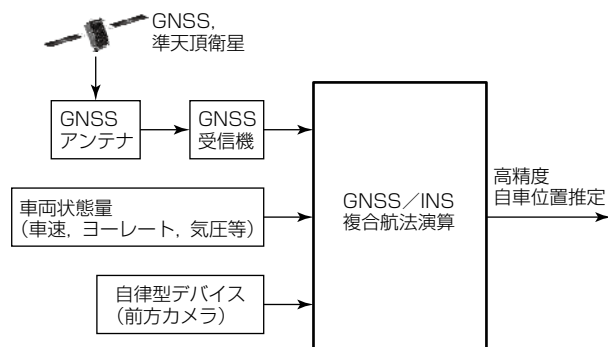 GNSS,
準天頂衛星
GNSS
アンテナ
GNSS
受信機
車両状態量
（車速，ヨーレート，気圧等）
自律型デバイス
（前方カメラ）
GNSS／INS
複合航法演算
高精度
自車位置推定